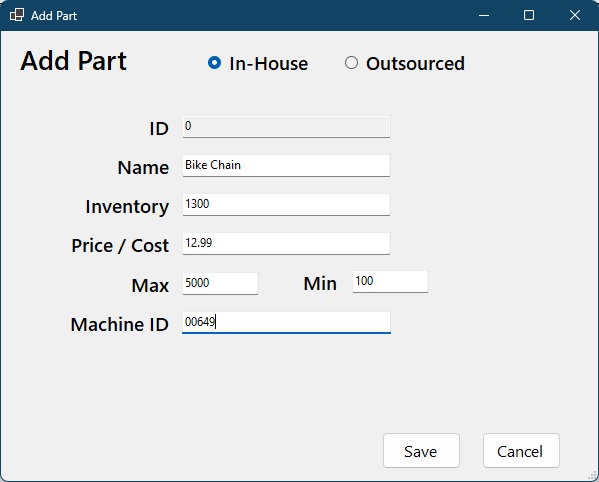 Add Part
Add Part In-House Outsourced
ID 0
Name Bike Chain
Inventory 1300
Price / Cost 12.99
Max 5000 Min 100
Machine ID 00649
Save Cancel